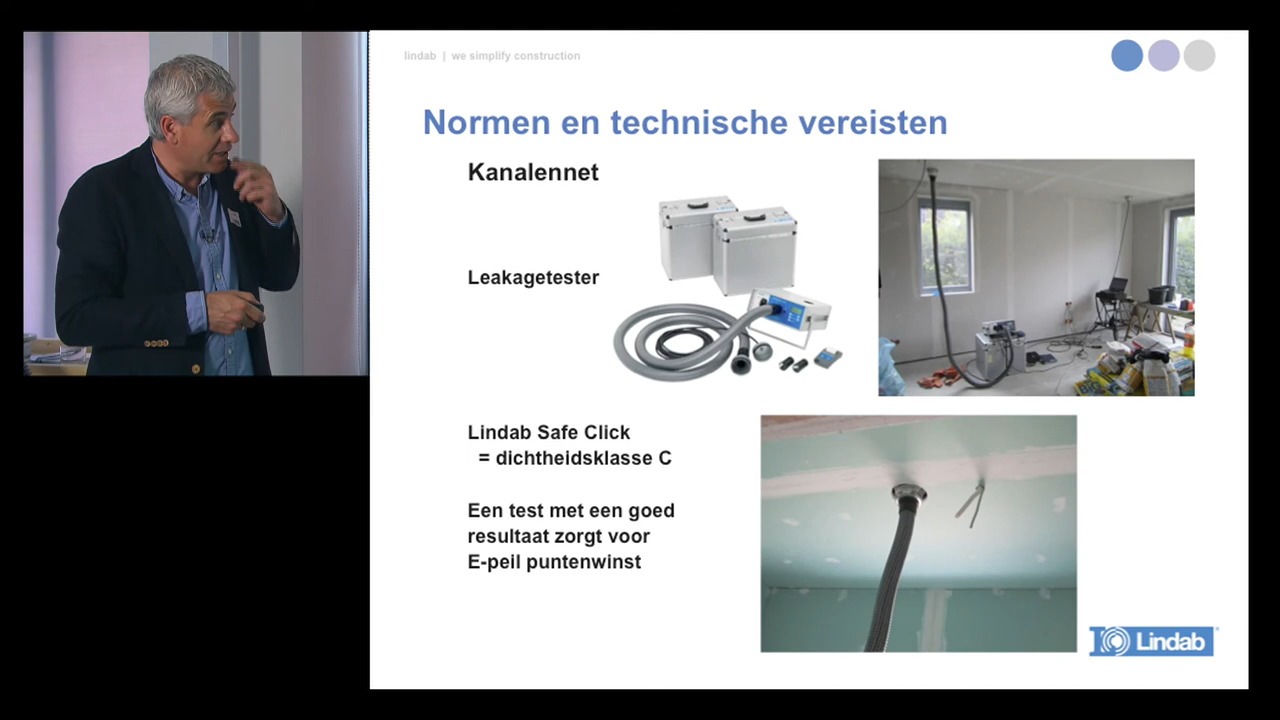 lindab | we simplify construction
Normen en technische vereisten
Kanalennet
Leakagetester
Lindab Safe Click
= dichtheidsklasse C
Een test met een goed
resultaat zorgt voor
E-peil puntenwinst
Lindab